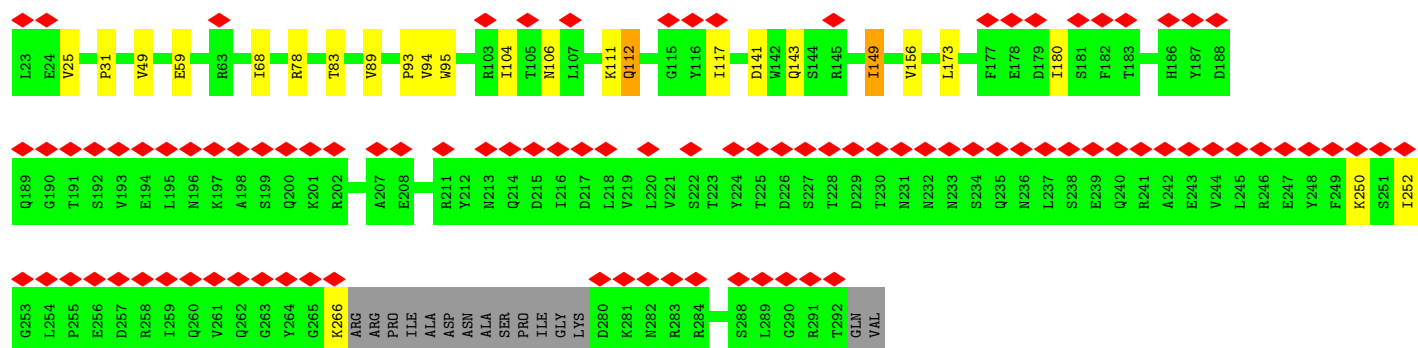 L23 E24 V25 P31 V49 E59 R63 I68 R78 T83 V89 P93 V94 W95 R103 I104 T105 N106 L107 K111 Q112 G115 Y116 I117 D141 W142 Q143 S144 R145 I149 V156 L173 F177 E178 D179 I180 S181 F182 T183 H186 Y187 D188
Q189 G190 T191 S192 V193 E194 L195 N196 K197 A198 S199 Q200 K201 R202 A207 E208 R211 Y212 N213 Q214 D215 I216 D217 L218 V219 L220 V221 S222 T223 Y224 T225 D226 S227 T228 D229 T230 N231 N232 N233 S234 Q235 N236 L237 S238 E239 Q240 R241 A242 E243 V244 L245 R246 E247 Y248 F249 K250 S251 I252
G253 L254 P255 E256 D257 R258 I259 Q260 V261 Q262 G263 Y264 G265 K266 ARG ARG PRO ILE ALA ASP ASN ALA SER PRO ILE GLY LYS D280 K281 N282 R283 R284 S288 L289 G290 R291 T292 GLN VAL